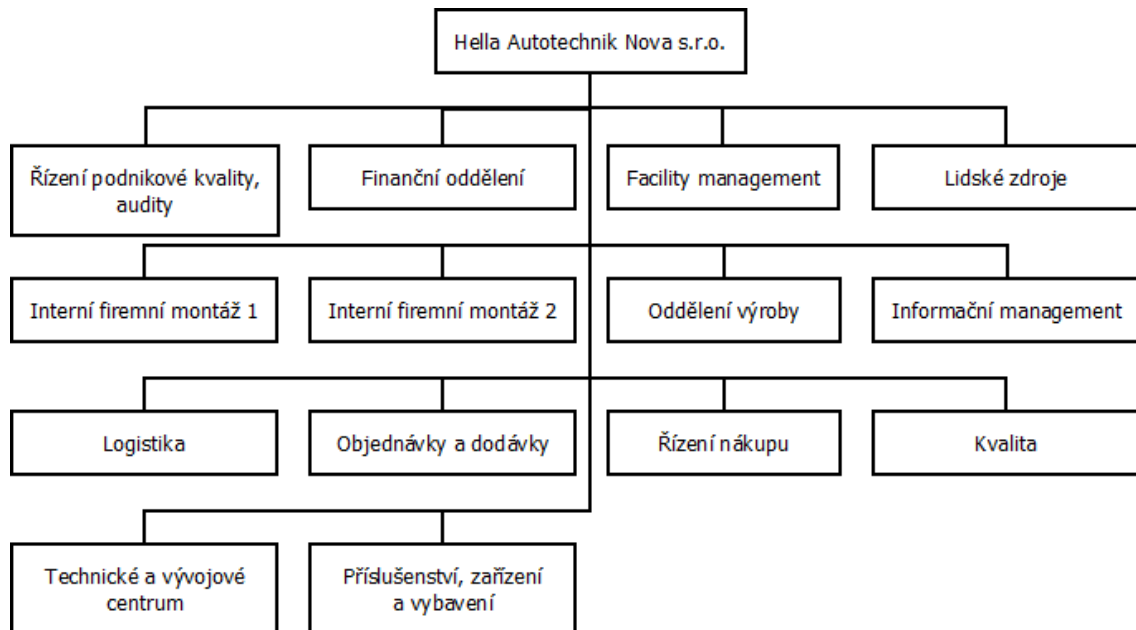 Hella Autotechnik Nova s.r.o.
Řízení podnikové kvality,
audity
Finanční oddělení
Facility management
Lidské zdroje
Interní firemní montáž 1
Interní firemní montáž 2
Oddělení výroby
Informační management
Logistika
Objednávky a dodávky
Řízení nákupu
Kvalita
Technické a vývojové
centrum
Příslušenství, zařízení
a vybavení